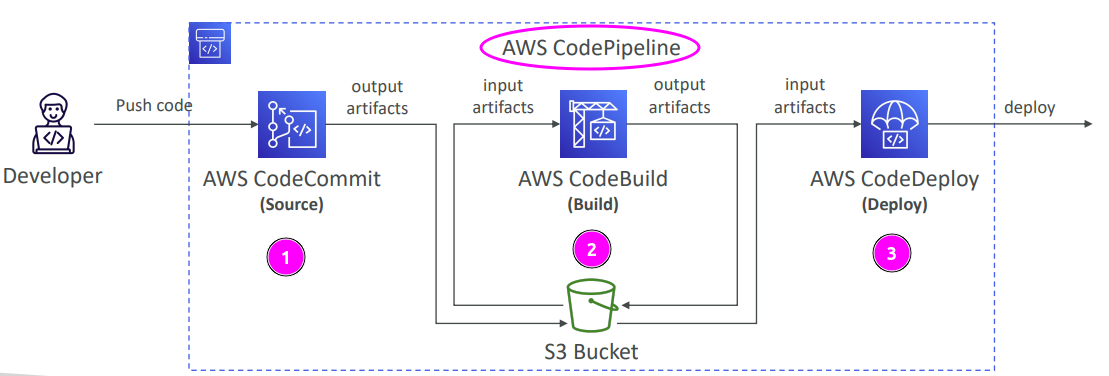 AWS CodePipeline
Push code
output
artifacts
input
artifacts
output
artifacts
input
artifacts
deploy
Developer
AWS CodeCommit
(Source)
AWS CodeBuild
(Build)
AWS CodeDeploy
(Deploy)
1
2
3
S3 Bucket